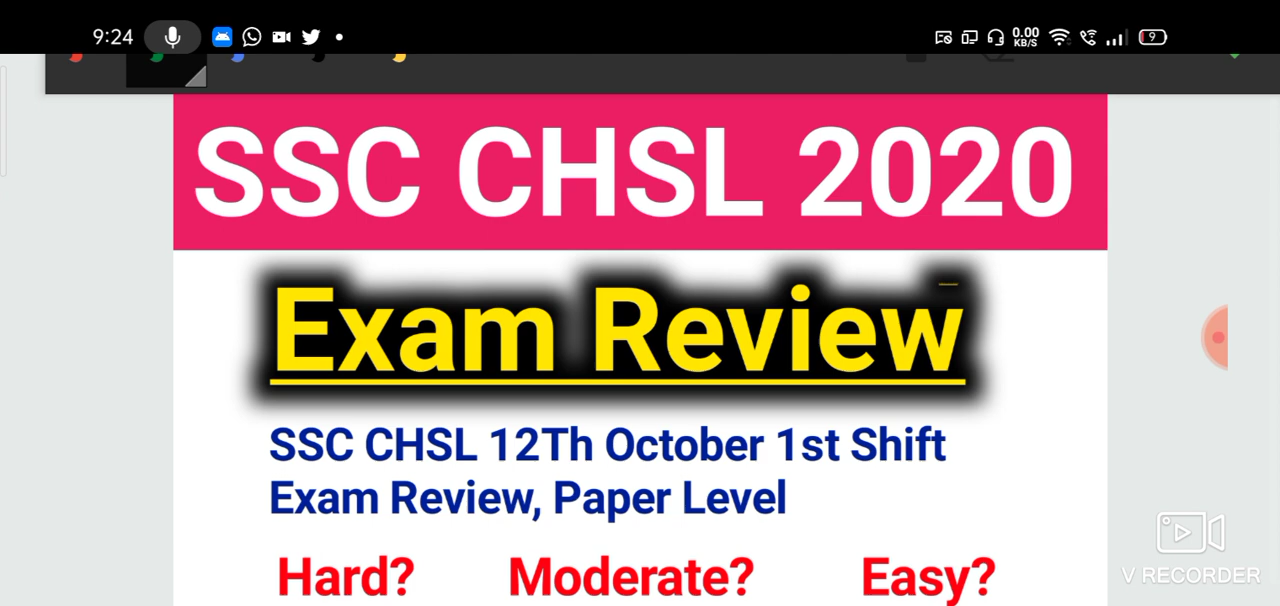 9:24
0.00
KB/S
9
SSC CHSL 2020
Exam Review
SSC CHSL 12Th October 1st Shift
Exam Review, Paper Level
Hard? Moderate? Easy?
V RECORDER